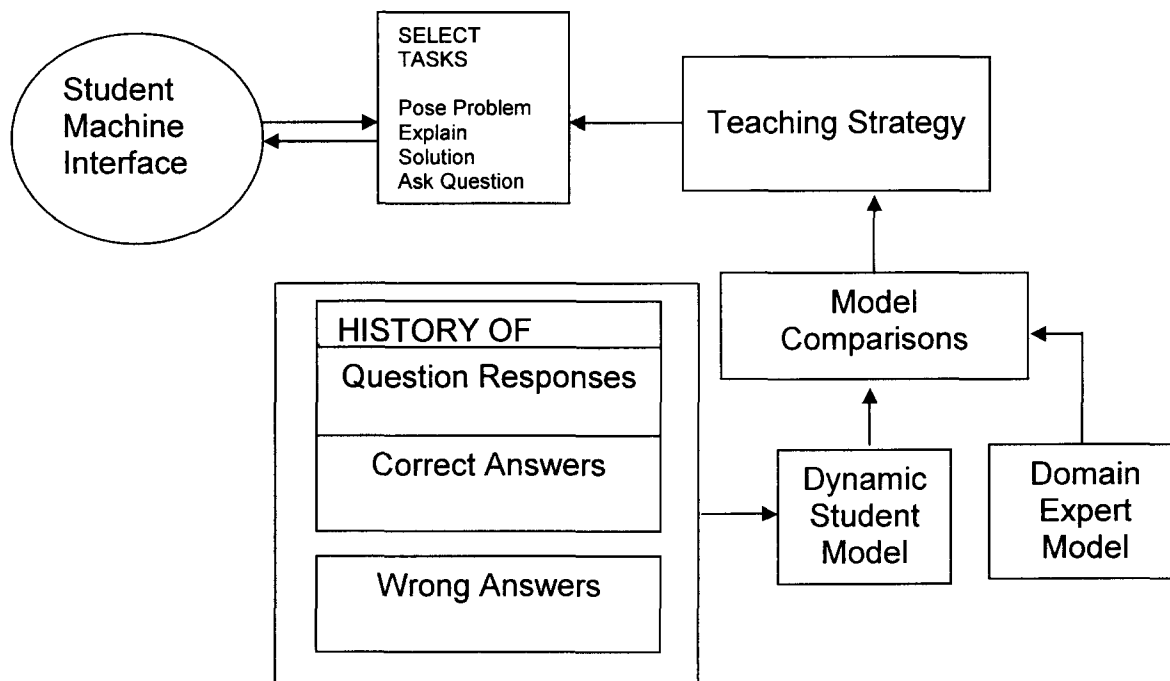 Student
Machine
Interface
SELECT
TASKS
Pose Problem
Explain
Solution
Ask Question
Teaching Strategy
Model
Comparisons
HISTORY OF
Question Responses
Correct Answers
Wrong Answers
Dynamic
Student
Model
Domain
Expert
Model